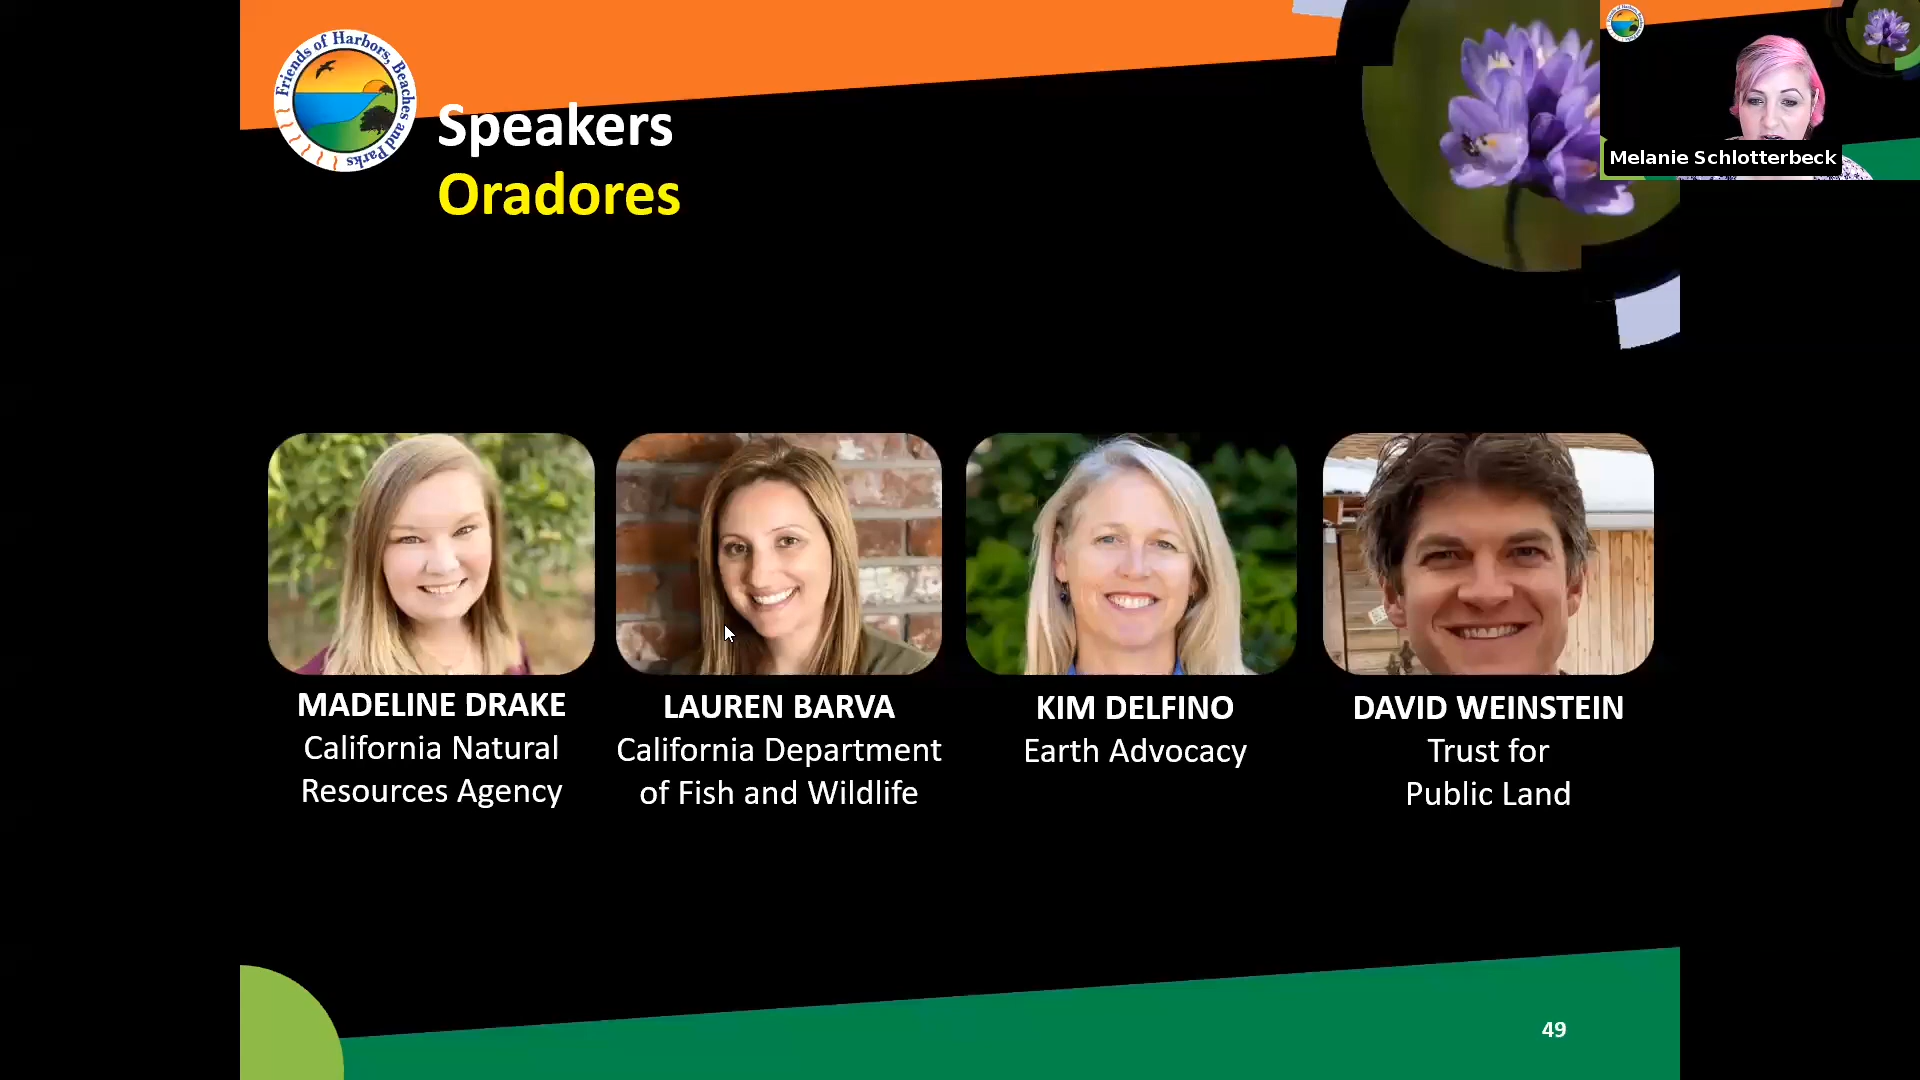 Friends of Harbors, Beaches and Parks
Speakers
Oradores
Melanie Schlotterbeck
MADELINE DRAKE
California Natural
Resources Agency
LAUREN BARVA
California Department
of Fish and Wildlife
KIM DELFINO
Earth Advocacy
DAVID WEINSTEIN
Trust for
Public Land
49